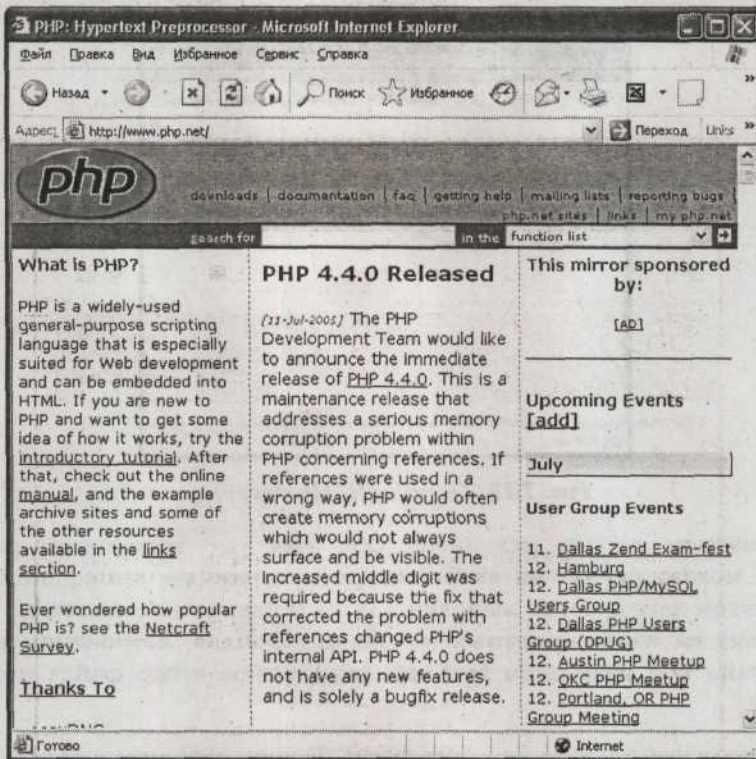 PHP: Hypertext Preprocessor - Microsoft Internet Explorer
Файл Правка Вид Избранное Сервис Справка
Назад Поиск Избранное »
Адрес: http://www.php.net/ Переход Links »
php
downloads | documentation | faq | getting help | mailing lists | reporting bugs |
php.net sites | links | my php.net
search for in the function list
What is PHP?
PHP is a widely-used
general-purpose scripting
language that is especially
suited for Web development
and can be embedded into
HTML. If you are new to
PHP and want to get some
idea of how it works, try the
introductory tutorial. After
that, check out the online
manual, and the example
archive sites and some of
the other resources
available in the links
section.
Ever wondered how popular
PHP is? see the Netcraft
Survey.
Thanks To
PHP 4.4.0 Released
[11-Jul-2005] The PHP
Development Team would like
to announce the immediate
release of PHP 4.4.0. This is a
maintenance release that
addresses a serious memory
corruption problem within
PHP concerning references. If
references were used in a
wrong way, PHP would often
create memory corruptions
which would not always
surface and be visible. The
increased middle digit was
required because the fix that
corrected the problem with
references changed PHP's
internal API. PHP 4.4.0 does
not have any new features,
and is solely a bugfix release.
This mirror sponsored
by:
[AD]
Upcoming Events
[add]
July
User Group Events
11. Dallas Zend Exam-fest
12. Hamburg
12. Dallas PHP/MySQL
Users Group
12. Dallas PHP Users
Group (DPUG)
12. Austin PHP Meetup
12. OKC PHP Meetup
12. Portland, OR PHP
Group Meeting
Готово Internet